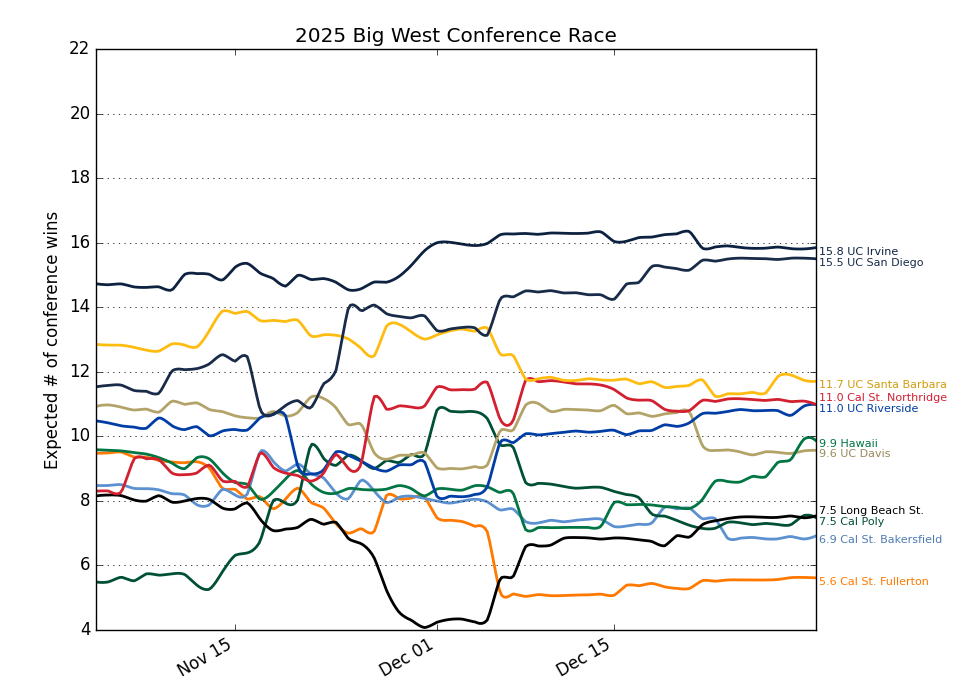 2025 Big West Conference Race
Expected # of conference wins
22
20
18
16
14
12
10
8
6
4
Nov 15
Dec 01
Dec 15
15.8 UC Irvine
15.5 UC San Diego
11.7 UC Santa Barbara
11.0 Cal St. Northridge
11.0 UC Riverside
9.9 Hawaii
9.6 UC Davis
7.5 Long Beach St.
7.5 Cal Poly
6.9 Cal St. Bakersfield
5.6 Cal St. Fullerton